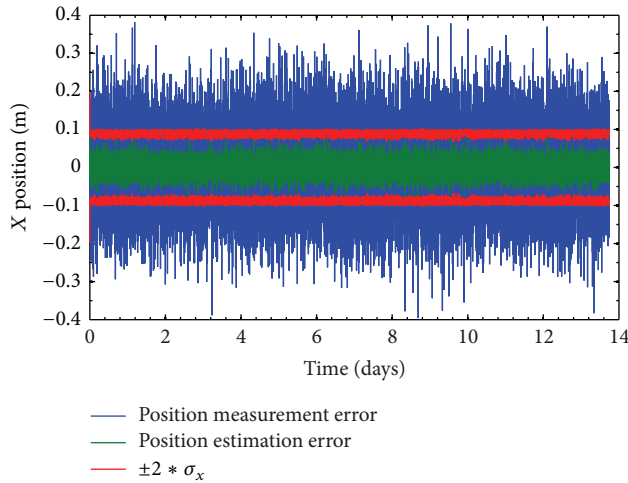 X position (m)
0.4
0.3
0.2
0.1
0
−0.1
−0.2
−0.3
−0.4
0 2 4 6 8 10 12 14
Time (days)
Position measurement error
Position estimation error
±2 ∗ σx